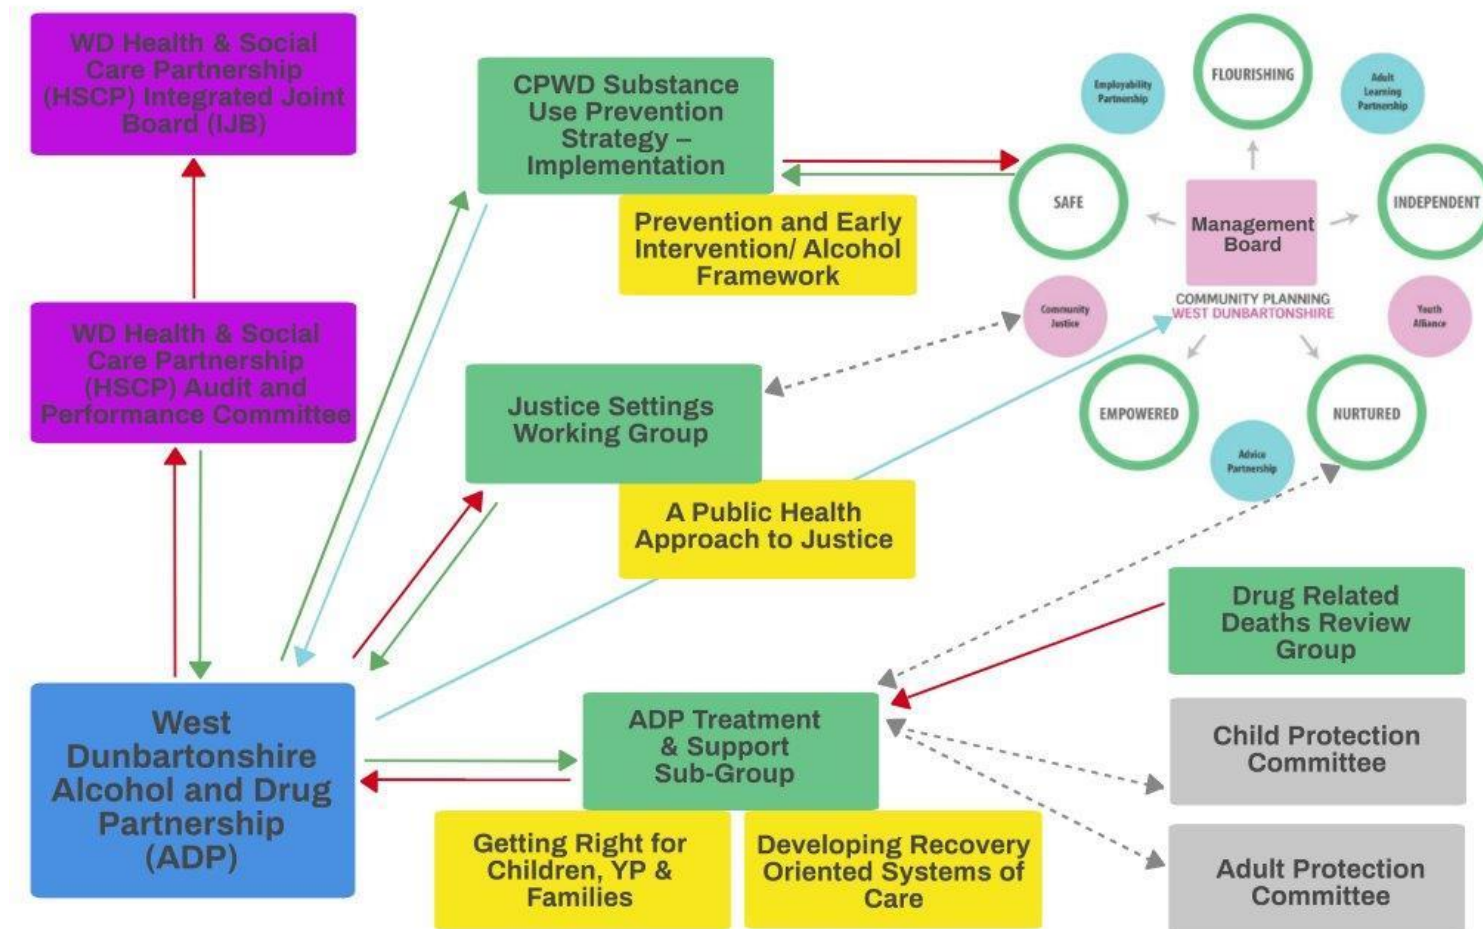 WD Health & Social
Care Partnership
(HSCP) Integrated Joint
Board (IJB)
WD Health & Social
Care Partnership
(HSCP) Audit and
Performance Committee
West
Dunbartonshire
Alcohol and Drug
Partnership
(ADP)
CPWD Substance
Use Prevention
Strategy –
Implementation
Prevention and Early
Intervention/ Alcohol
Framework
Justice Settings
Working Group
A Public Health
Approach to Justice
ADP Treatment
& Support
Sub-Group
Getting Right for
Children, YP &
Families
Developing Recovery
Oriented Systems of
Care
FLOURISHING
Employability
Partnership
Adult
Learning
Partnership
SAFE
INDEPENDENT
Management
Board
COMMUNITY PLANNING
WEST DUNBARTONSHIRE
Community
Justice
Youth
Alliance
EMPOWERED
NURTURED
Advice
Partnership
Drug Related
Deaths Review
Group
Child Protection
Committee
Adult Protection
Committee